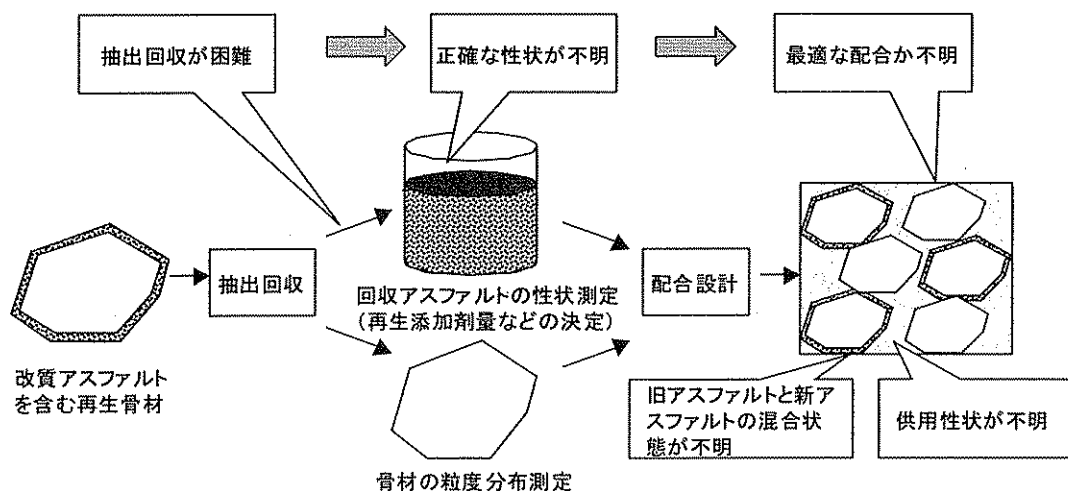 抽出回収が困難
正確な性状が不明
最適な配合か不明
改質アスファルト
を含む再生骨材
抽出回収
回収アスファルトの性状測定
(再生添加剤量などの決定)
骨材の粒度分布測定
配合設計
旧アスファルトと新ア
スファルトの混合状
態が不明
供用性状が不明